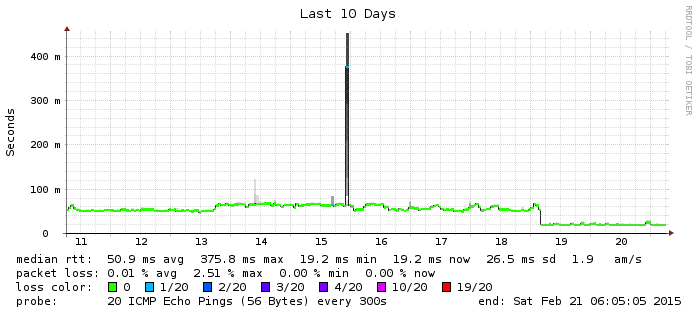 Last 10 Days
RRDTOOL / TOBI OETIKER
Seconds
400 m
300 m
200 m
100 m
0
11 12 13 14 15 16 17 18 19 20
median rtt: 50.9 ms avg 375.8 ms max 19.2 ms min 19.2 ms now 26.5 ms sd 1.9 am/s
packet loss: 0.01 % avg 2.51 % max 0.00 % min 0.00 % now
loss color: 0 1/20 2/20 3/20 4/20 10/20 19/20
probe: 20 ICMP Echo Pings (56 Bytes) every 300s end: Sat Feb 21 06:05:05 2015